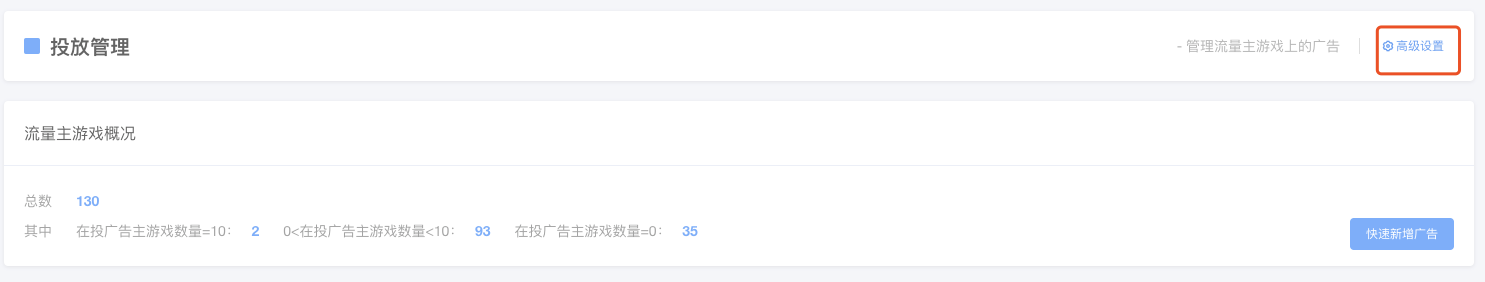 投放管理
- 管理流量主游戏上的广告
高级设置
流量主游戏概况
总数 130
其中 在投广告主游戏数量=10： 2 0<在投广告主游戏数量<10： 93 在投广告主游戏数量=0： 35
快速新增广告